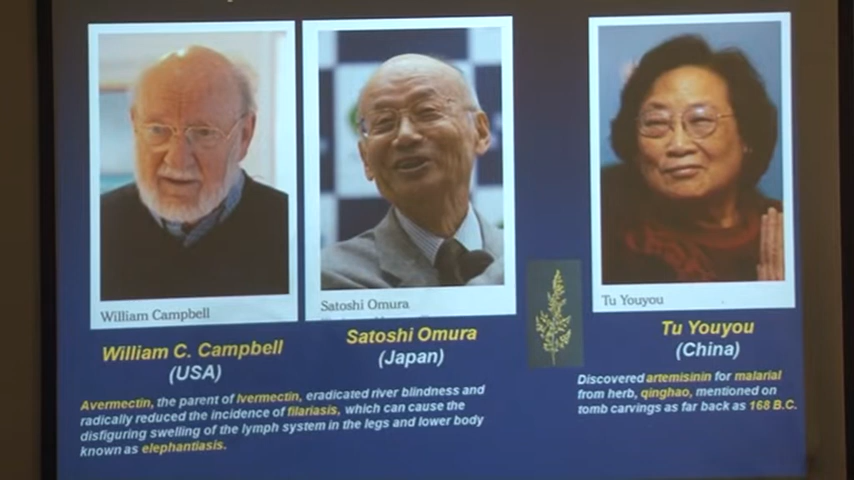 William Campbell
Satoshi Omura
Tu Youyou
William C. Campbell
(USA)
Satoshi Omura
(Japan)
Tu Youyou
(China)
Avermectin, the parent of Ivermectin, eradicated river blindness and
radically reduced the incidence of filariasis, which can cause the
disfiguring swelling of the lymph system in the legs and lower body
known as elephantiasis.
Discovered artemisinin for malarial
from herb, qinghao, mentioned on
tomb carvings as far back as 168 B.C.